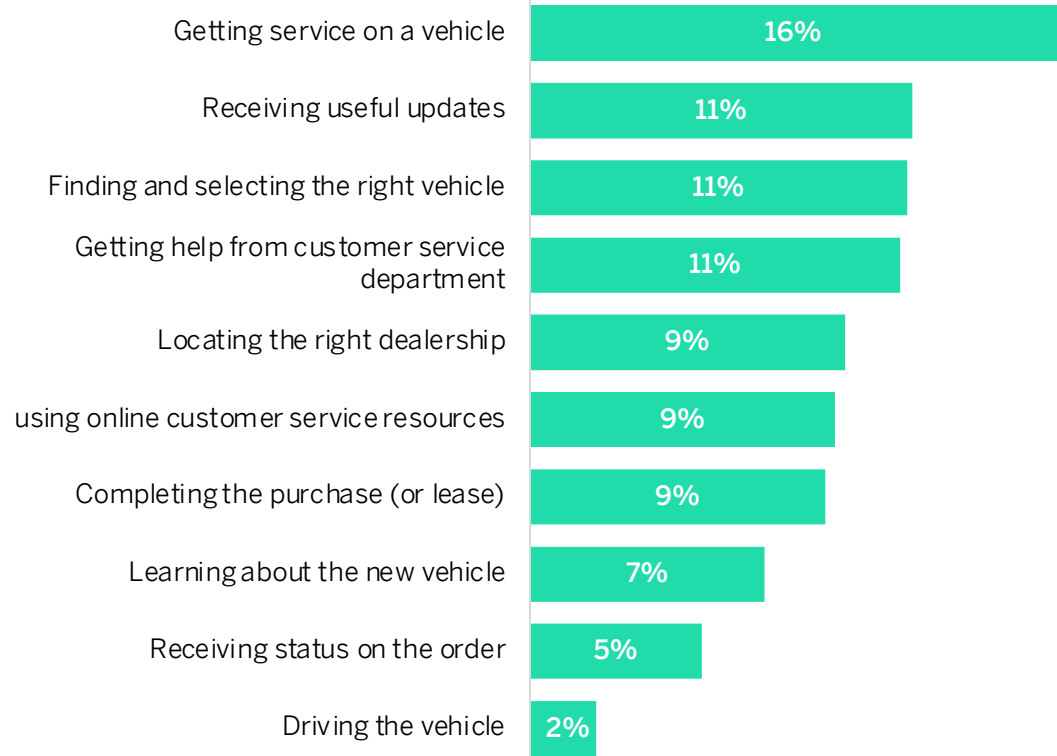 Getting service on a vehicle 16%
Receiving useful updates 11%
Finding and selecting the right vehicle 11%
Getting help from customer service
department 11%
Locating the right dealership 9%
using online customer service resources 9%
Completing the purchase (or lease) 9%
Learning about the new vehicle 7%
Receiving status on the order 5%
Driving the vehicle 2%